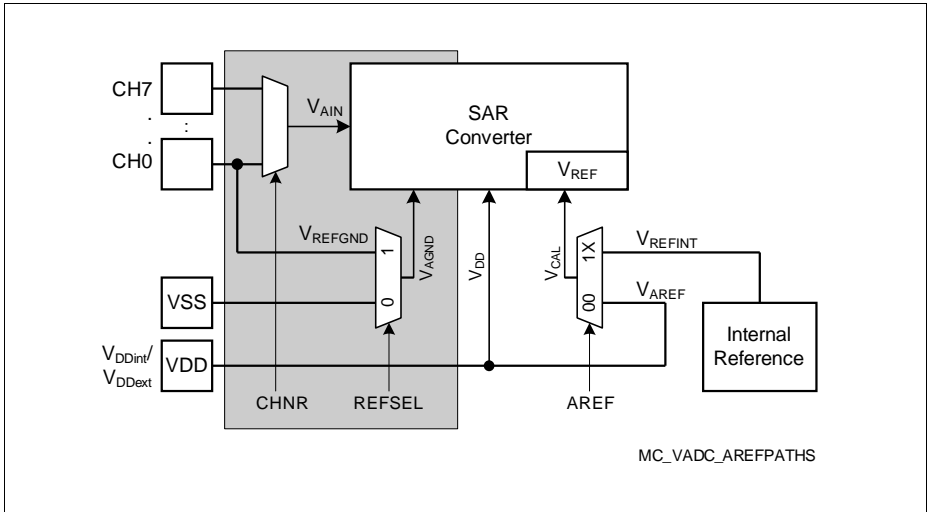 CH7
.
:
.
CH0
VAIN
SAR
Converter
VREF
VREFGND
1
0
VAGND
VDD
VCAL
1X
00
VREFINT
VAREF
VSS
VDDint/
VDDext
VDD
Internal
Reference
CHNR
REFSEL
AREF
MC_VADC_AREFPATHS